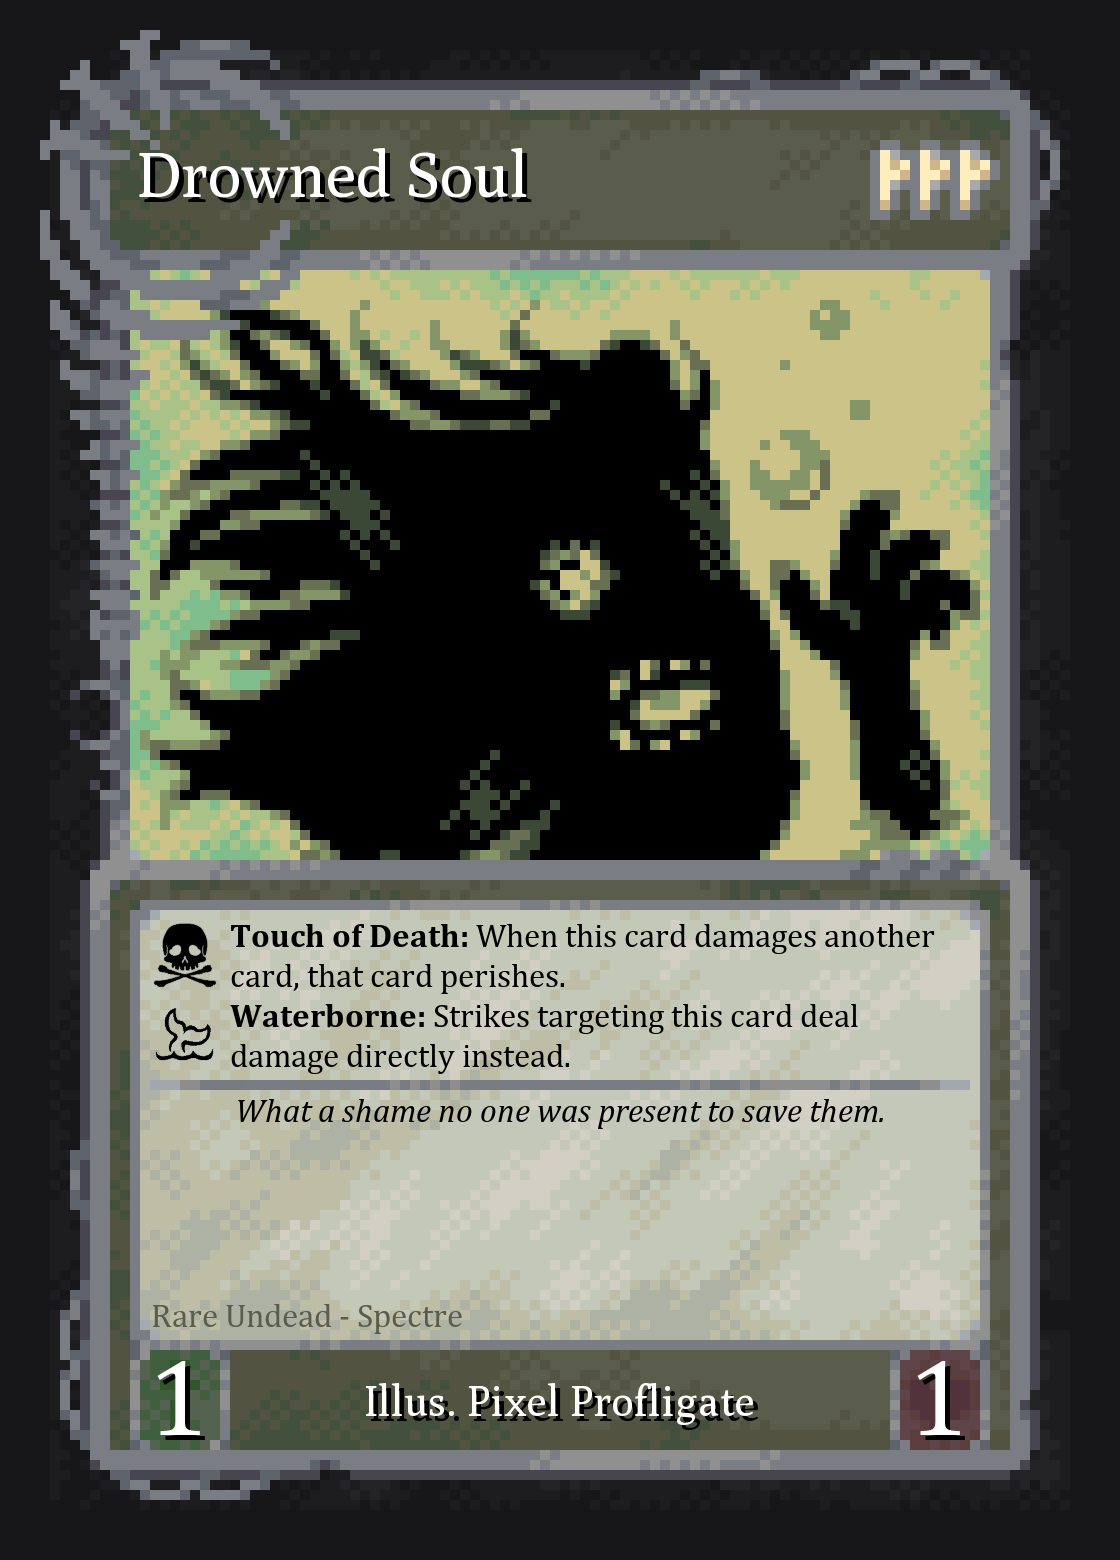 Drowned Soul
Touch of Death: When this card damages another
card, that card perishes.
Waterborne: Strikes targeting this card deal
damage directly instead.
What a shame no one was present to save them.
Rare Undead - Spectre
1
Illus. Pixel Profligate
1